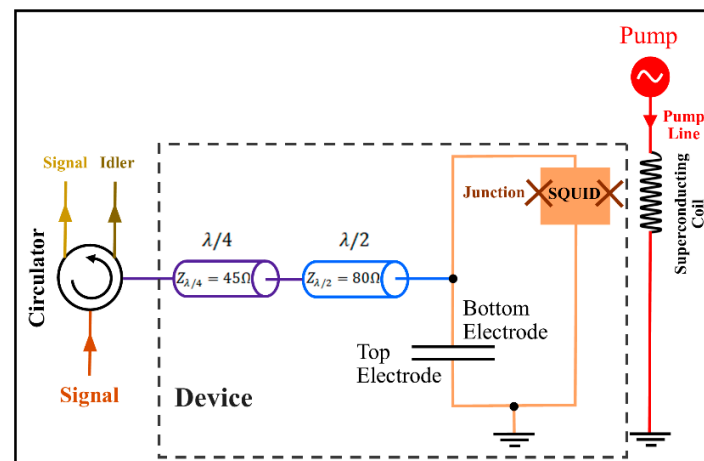 Pump
Pump
Line
Signal Idler
Junction
SQUID
Superconducting
Coil
λ/4
λ/2
Circulator
Z_{λ/4} = 45Ω
Z_{λ/2} = 80Ω
Bottom
Electrode
Top
Electrode
Signal
Device